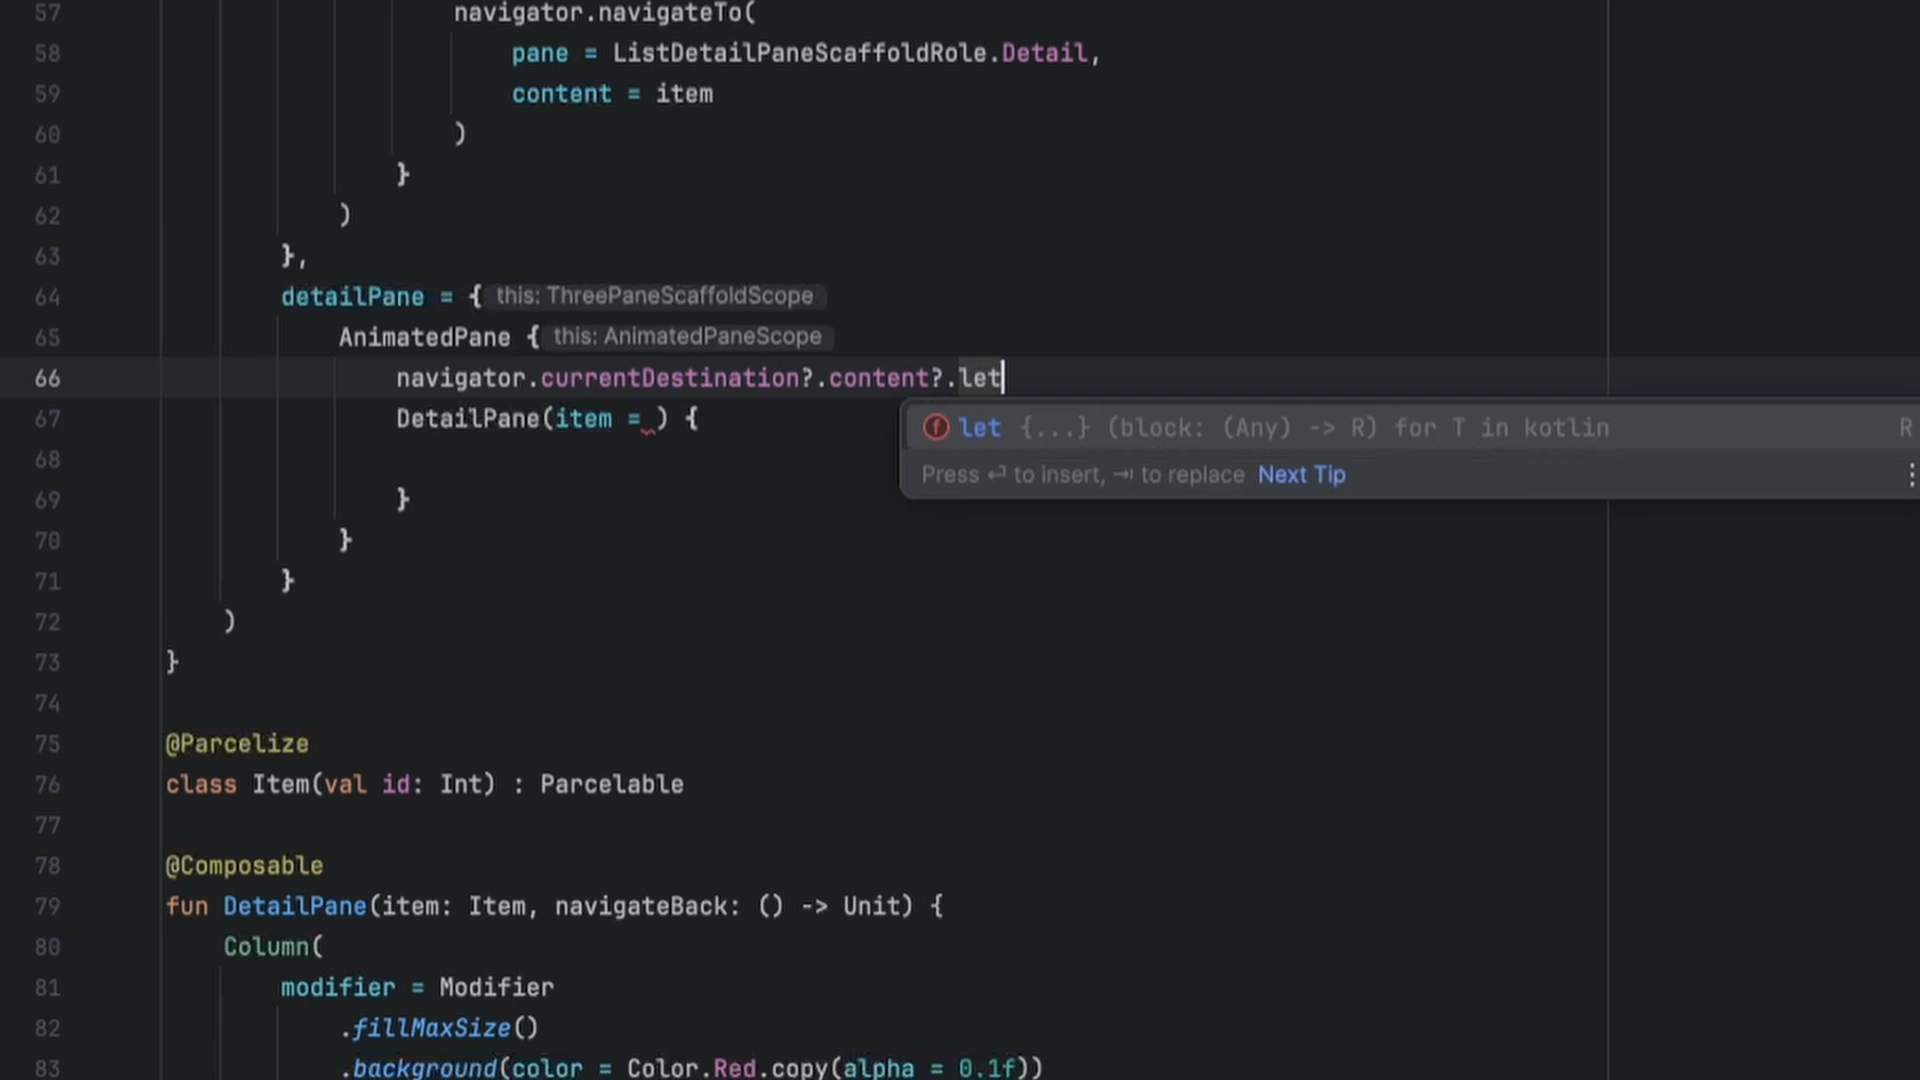 57 navigator.navigateTo(
58 pane = ListDetailPaneScaffoldRole.Detail,
59 content = item
60 )
61 }
62 )
63 },
64 detailPane = { this: ThreePaneScaffoldScope
65 AnimatedPane { this: AnimatedPaneScope
66 navigator.currentDestination?.content?.let
67 DetailPane(item = ) {
let {...} (block: (Any) -> R) for T in kotlin R
68
Press ⏎ to insert, ⇥ to replace Next Tip
69 }
70 }
71 }
72 )
73 }
74
75 @Parcelize
76 class Item(val id: Int) : Parcelable
77
78 @Composable
79 fun DetailPane(item: Item, navigateBack: () -> Unit) {
80 Column(
81 modifier = Modifier
82 .fillMaxSize()
83 .background(color = Color.Red.copy(alpha = 0.1f))